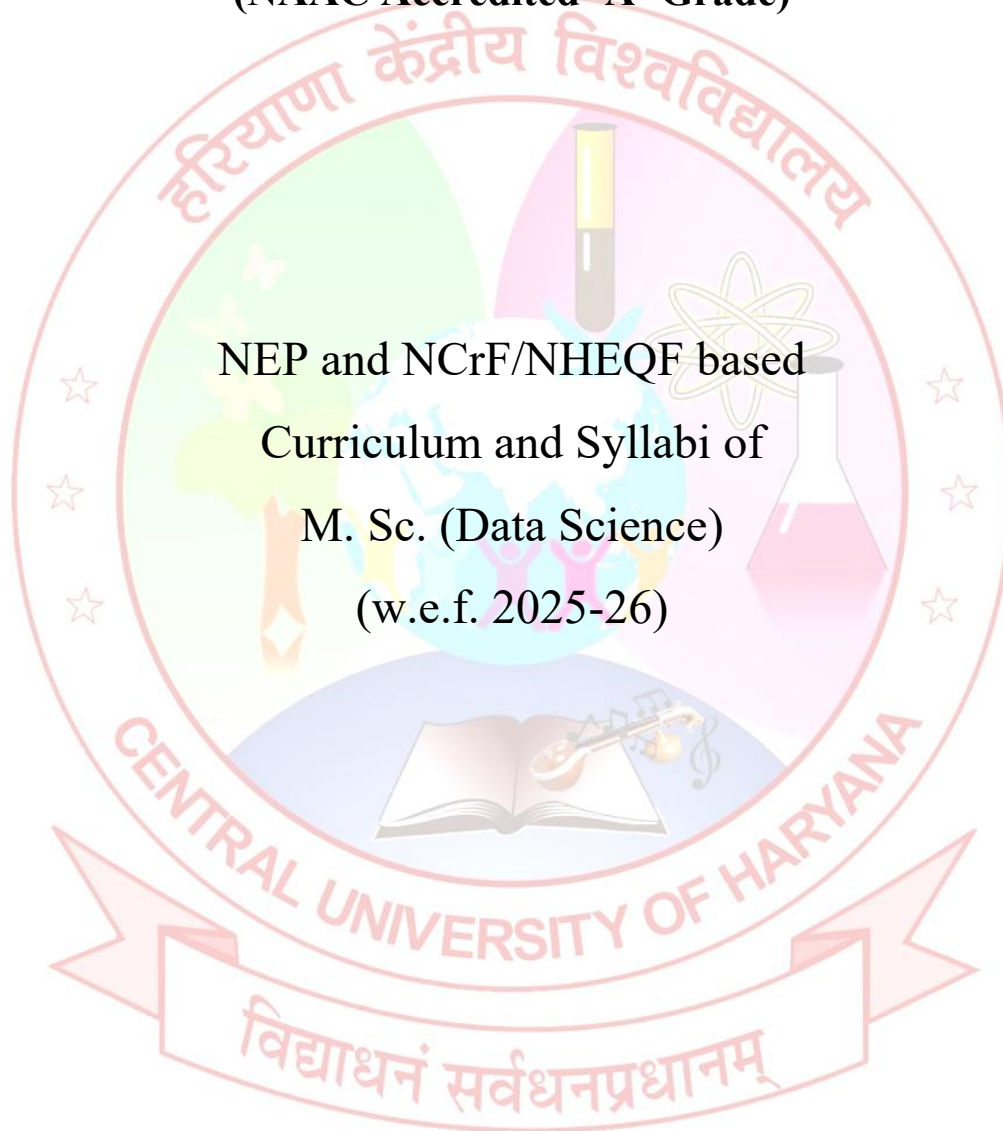 (NAAC Accredited 'A' Grade)
हरियाणा केंद्रीय विश्वविद्यालय
NEP and NCrF/NHEQF based
Curriculum and Syllabi of
M. Sc. (Data Science)
(w.e.f. 2025-26)
CENTRAL UNIVERSITY OF HARYANA
विद्याधनं सर्वधनप्रधानम्